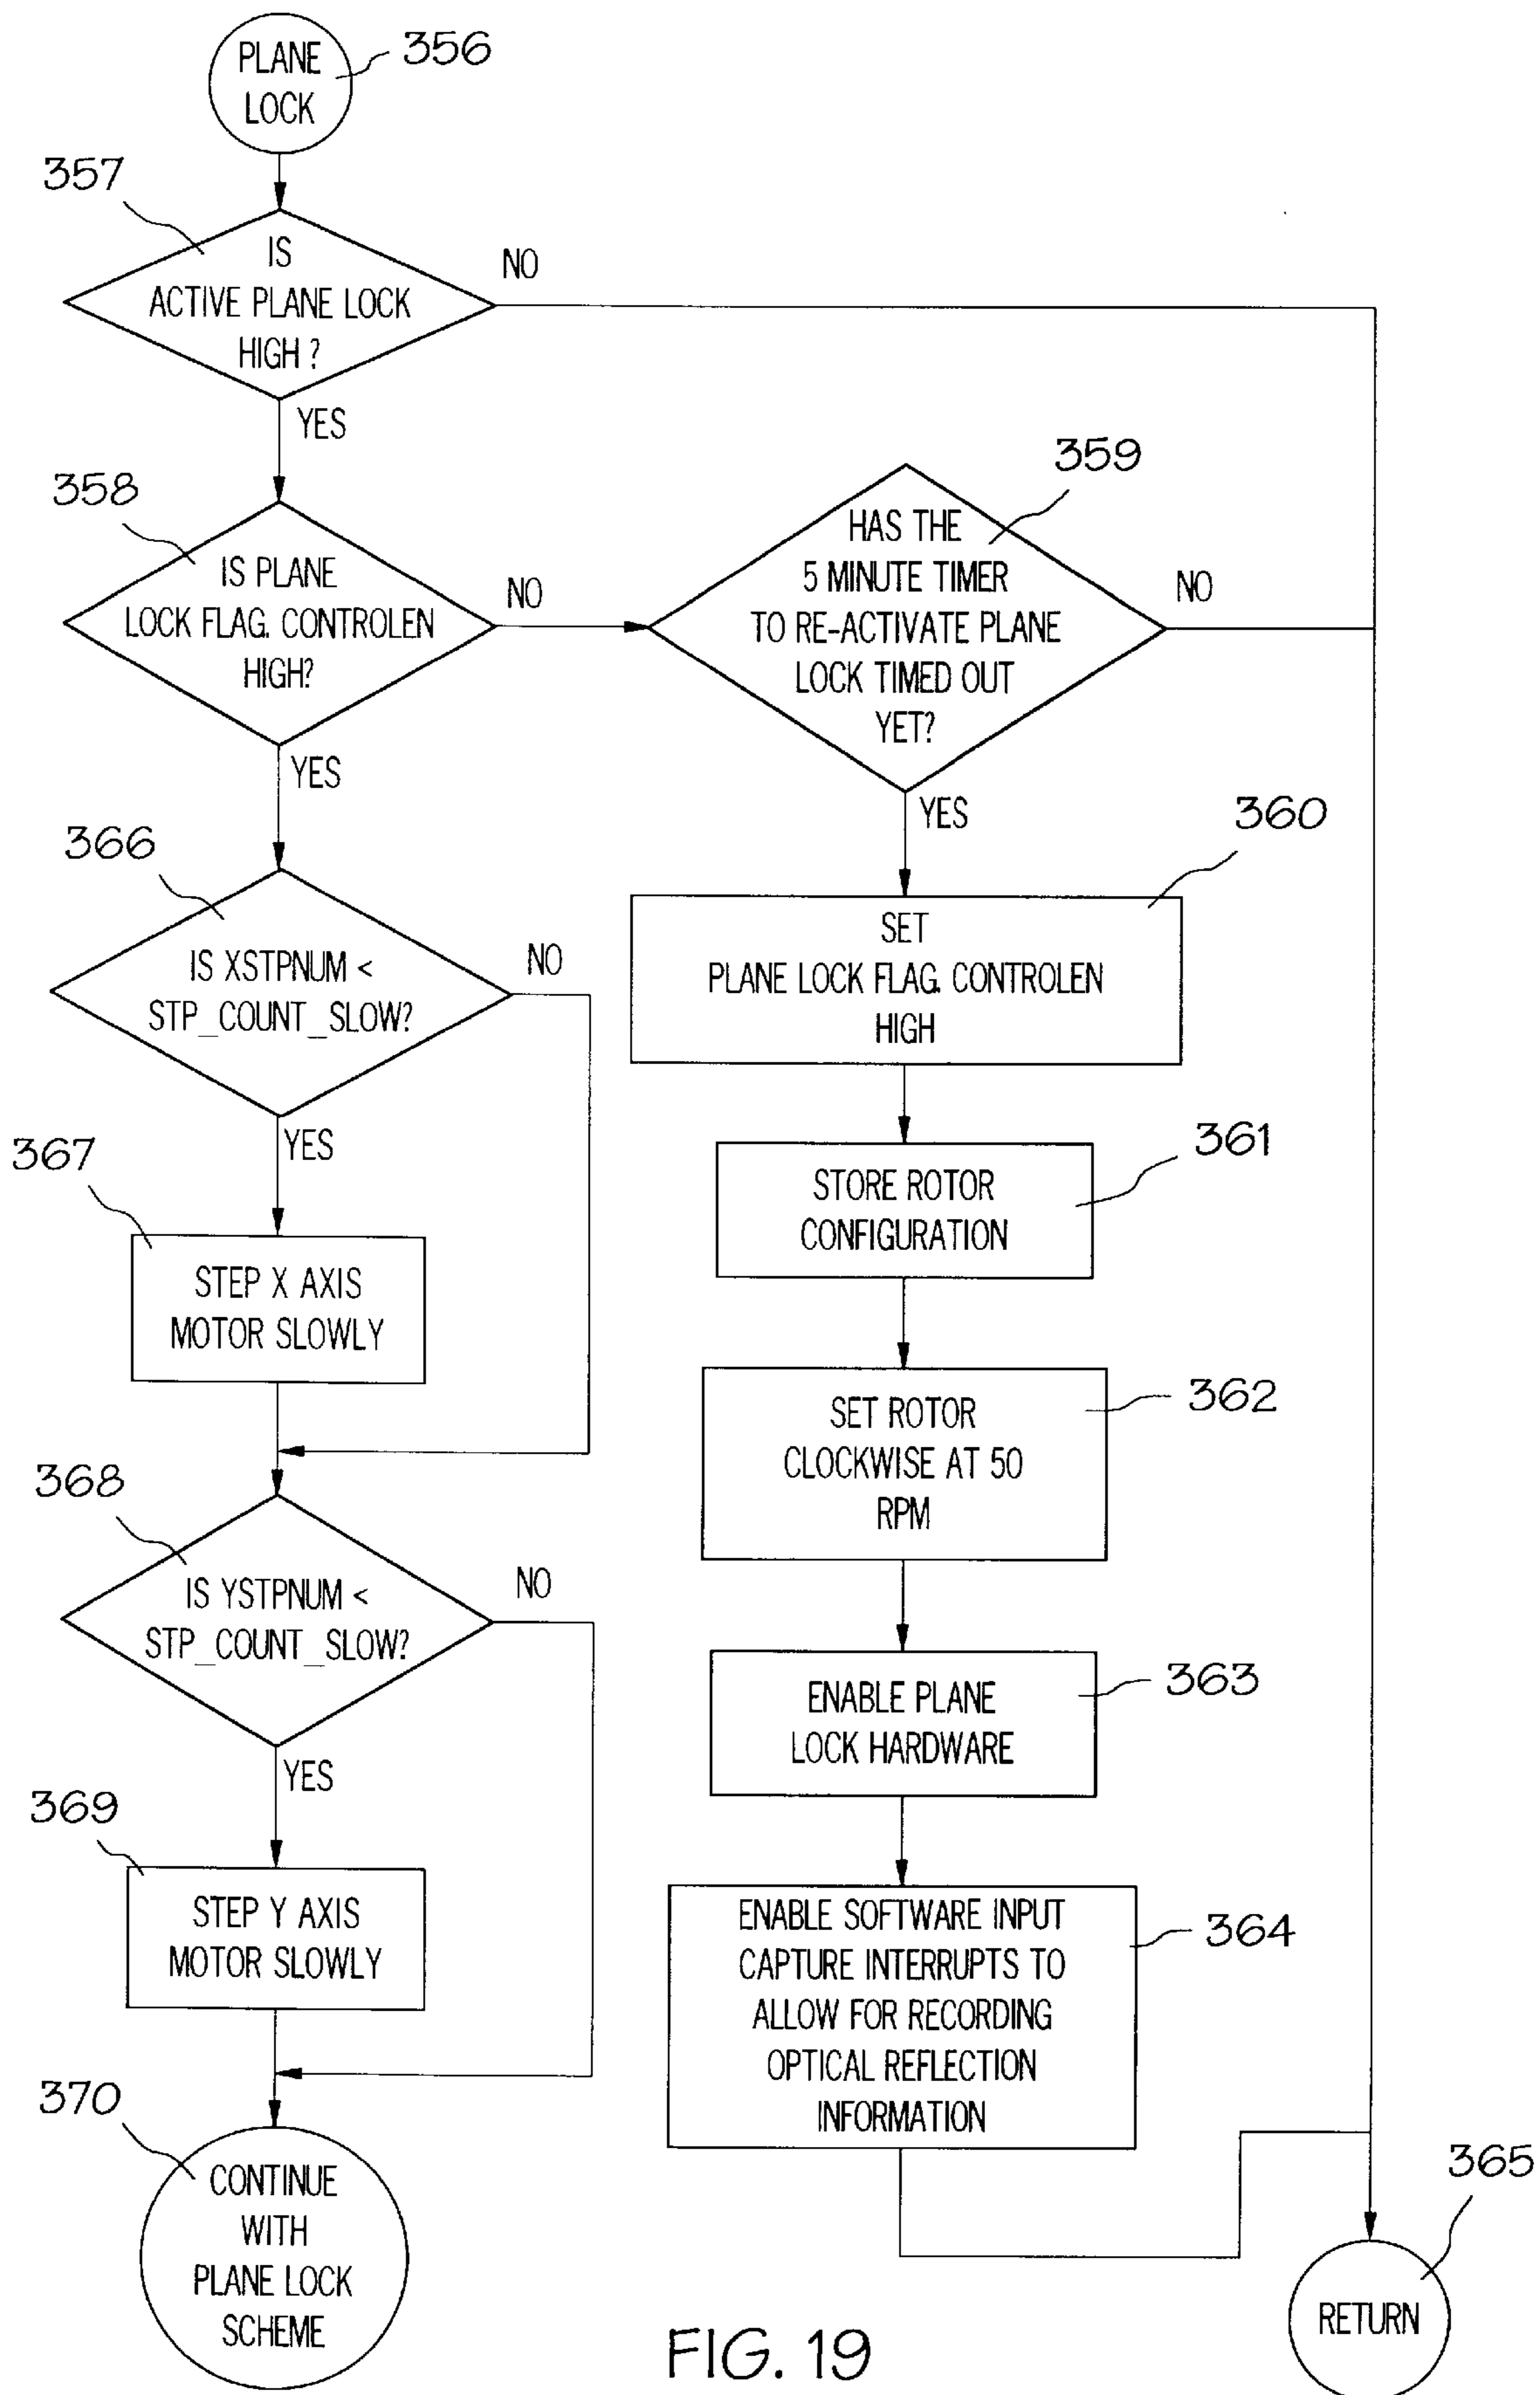 PLANE
LOCK
356
357
IS
ACTIVE PLANE LOCK
HIGH ?
NO
YES
358
IS PLANE
LOCK FLAG. CONTROLEN
HIGH?
NO
YES
359
HAS THE
5 MINUTE TIMER
TO RE-ACTIVATE PLANE
LOCK TIMED OUT
YET?
NO
YES
360
SET
PLANE LOCK FLAG. CONTROLEN
HIGH
361
STORE ROTOR
CONFIGURATION
362
SET ROTOR
CLOCKWISE AT 50
RPM
363
ENABLE PLANE
LOCK HARDWARE
364
ENABLE SOFTWARE INPUT
CAPTURE INTERRUPTS TO
ALLOW FOR RECORDING
OPTICAL REFLECTION
INFORMATION
366
IS XSTPNUM <
STP_COUNT_SLOW?
NO
YES
367
STEP X AXIS
MOTOR SLOWLY
368
IS YSTPNUM <
STP_COUNT_SLOW?
NO
YES
369
STEP Y AXIS
MOTOR SLOWLY
370
CONTINUE
WITH
PLANE LOCK
SCHEME
365
RETURN
FIG. 19